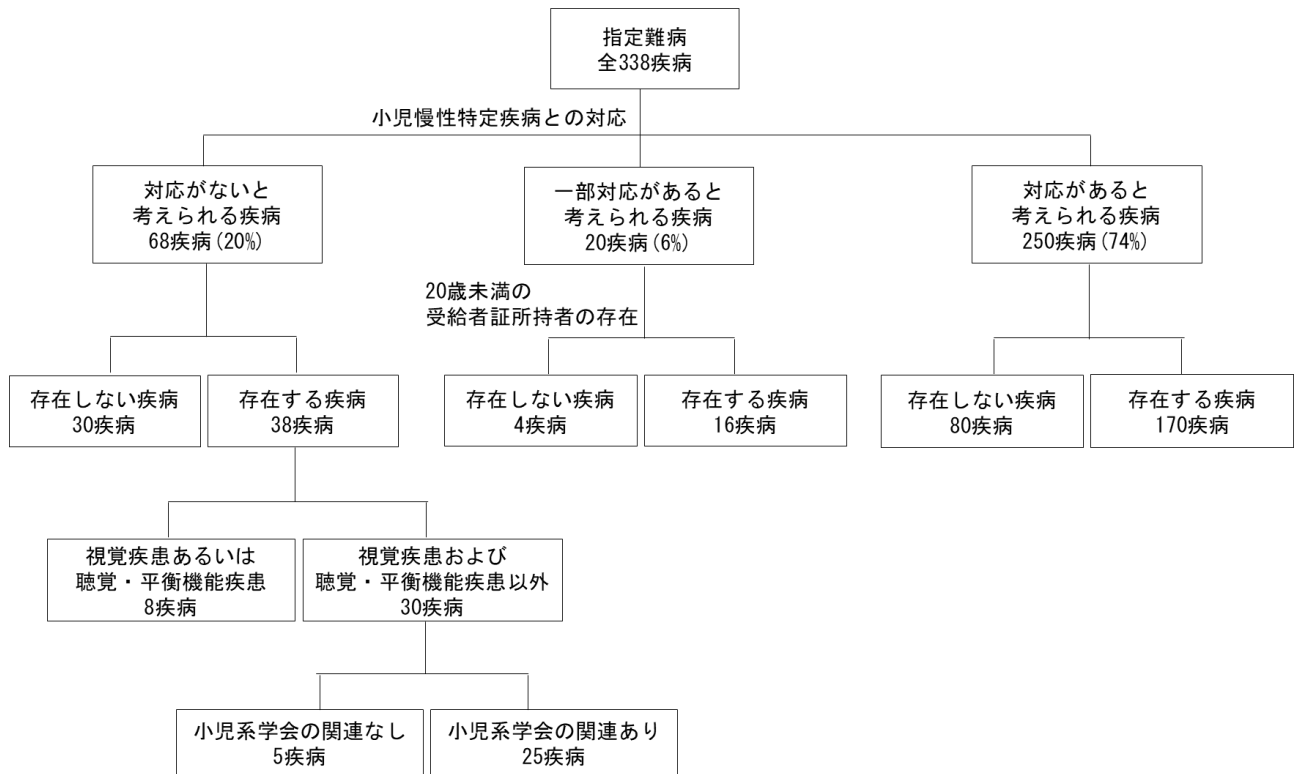 指定難病
全338疾病
小児慢性特定疾病との対応
対応がないと
考えられる疾病
68疾病(20%)
一部対応があると
考えられる疾病
20疾病(6%)
対応があると
考えられる疾病
250疾病(74%)
20歳未満の
受給者証所持者の存在
存在しない疾病
30疾病
存在する疾病
38疾病
存在しない疾病
4疾病
存在する疾病
16疾病
存在しない疾病
80疾病
存在する疾病
170疾病
視覚疾患あるいは
聴覚・平衡機能疾患
8疾病
視覚疾患および
聴覚・平衡機能疾患以外
30疾病
小児系学会の関連なし
5疾病
小児系学会の関連あり
25疾病